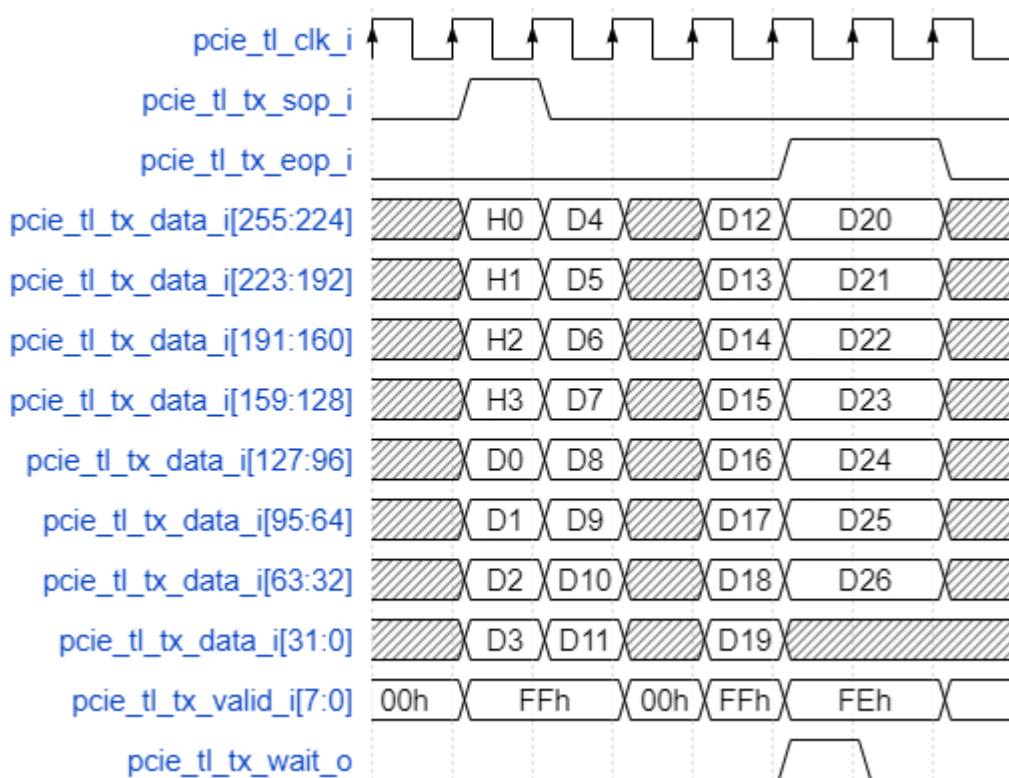 pcie_tl_clk_i
pcie_tl_tx_sop_i
pcie_tl_tx_eop_i
pcie_tl_tx_data_i[255:224] H0 D4 D12 D20
pcie_tl_tx_data_i[223:192] H1 D5 D13 D21
pcie_tl_tx_data_i[191:160] H2 D6 D14 D22
pcie_tl_tx_data_i[159:128] H3 D7 D15 D23
pcie_tl_tx_data_i[127:96] D0 D8 D16 D24
pcie_tl_tx_data_i[95:64] D1 D9 D17 D25
pcie_tl_tx_data_i[63:32] D2 D10 D18 D26
pcie_tl_tx_data_i[31:0] D3 D11 D19
pcie_tl_tx_valid_i[7:0] 00h FFh 00h FFh FEh
pcie_tl_tx_wait_o